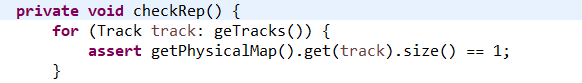 private void checkRep() {
for (Track track: geTracks()) {
assert getPhysicalMap().get(track).size() == 1;
}